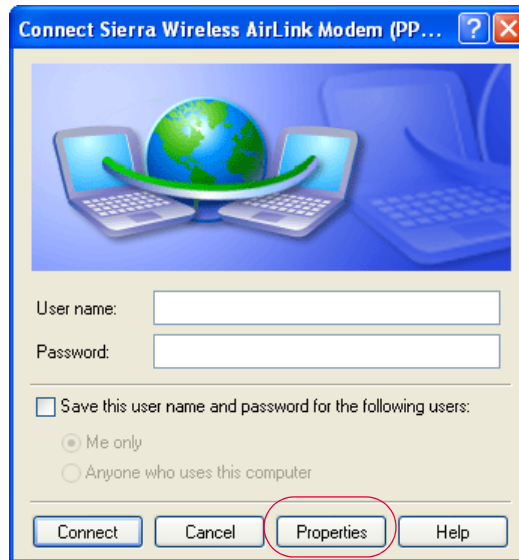 Connect Sierra Wireless AirLink Modem (PP...
User name:
Password:
Save this user name and password for the following users:
Me only
Anyone who uses this computer
Connect Cancel Properties Help